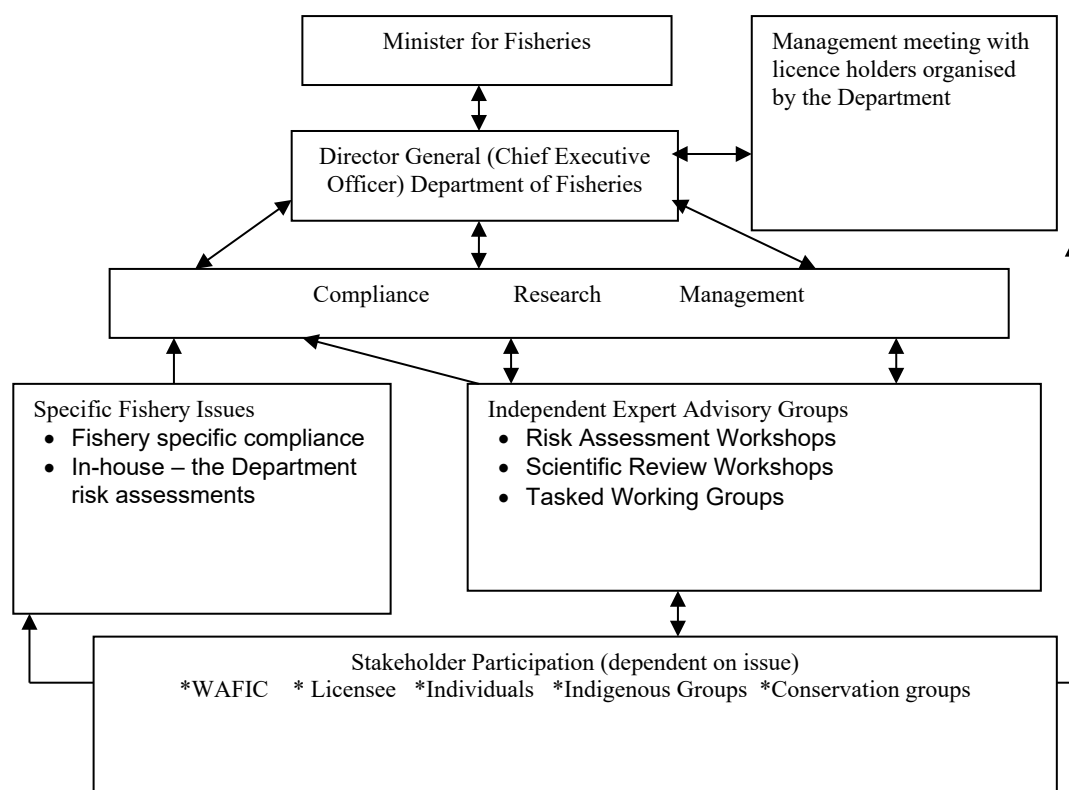 Minister for Fisheries
Management meeting with
licence holders organised
by the Department
Director General (Chief Executive
Officer) Department of Fisheries
Compliance Research Management
Specific Fishery Issues
• Fishery specific compliance
• In-house – the Department
risk assessments
Independent Expert Advisory Groups
• Risk Assessment Workshops
• Scientific Review Workshops
• Tasked Working Groups
Stakeholder Participation (dependent on issue)
*WAFIC * Licensee *Individuals *Indigenous Groups *Conservation groups